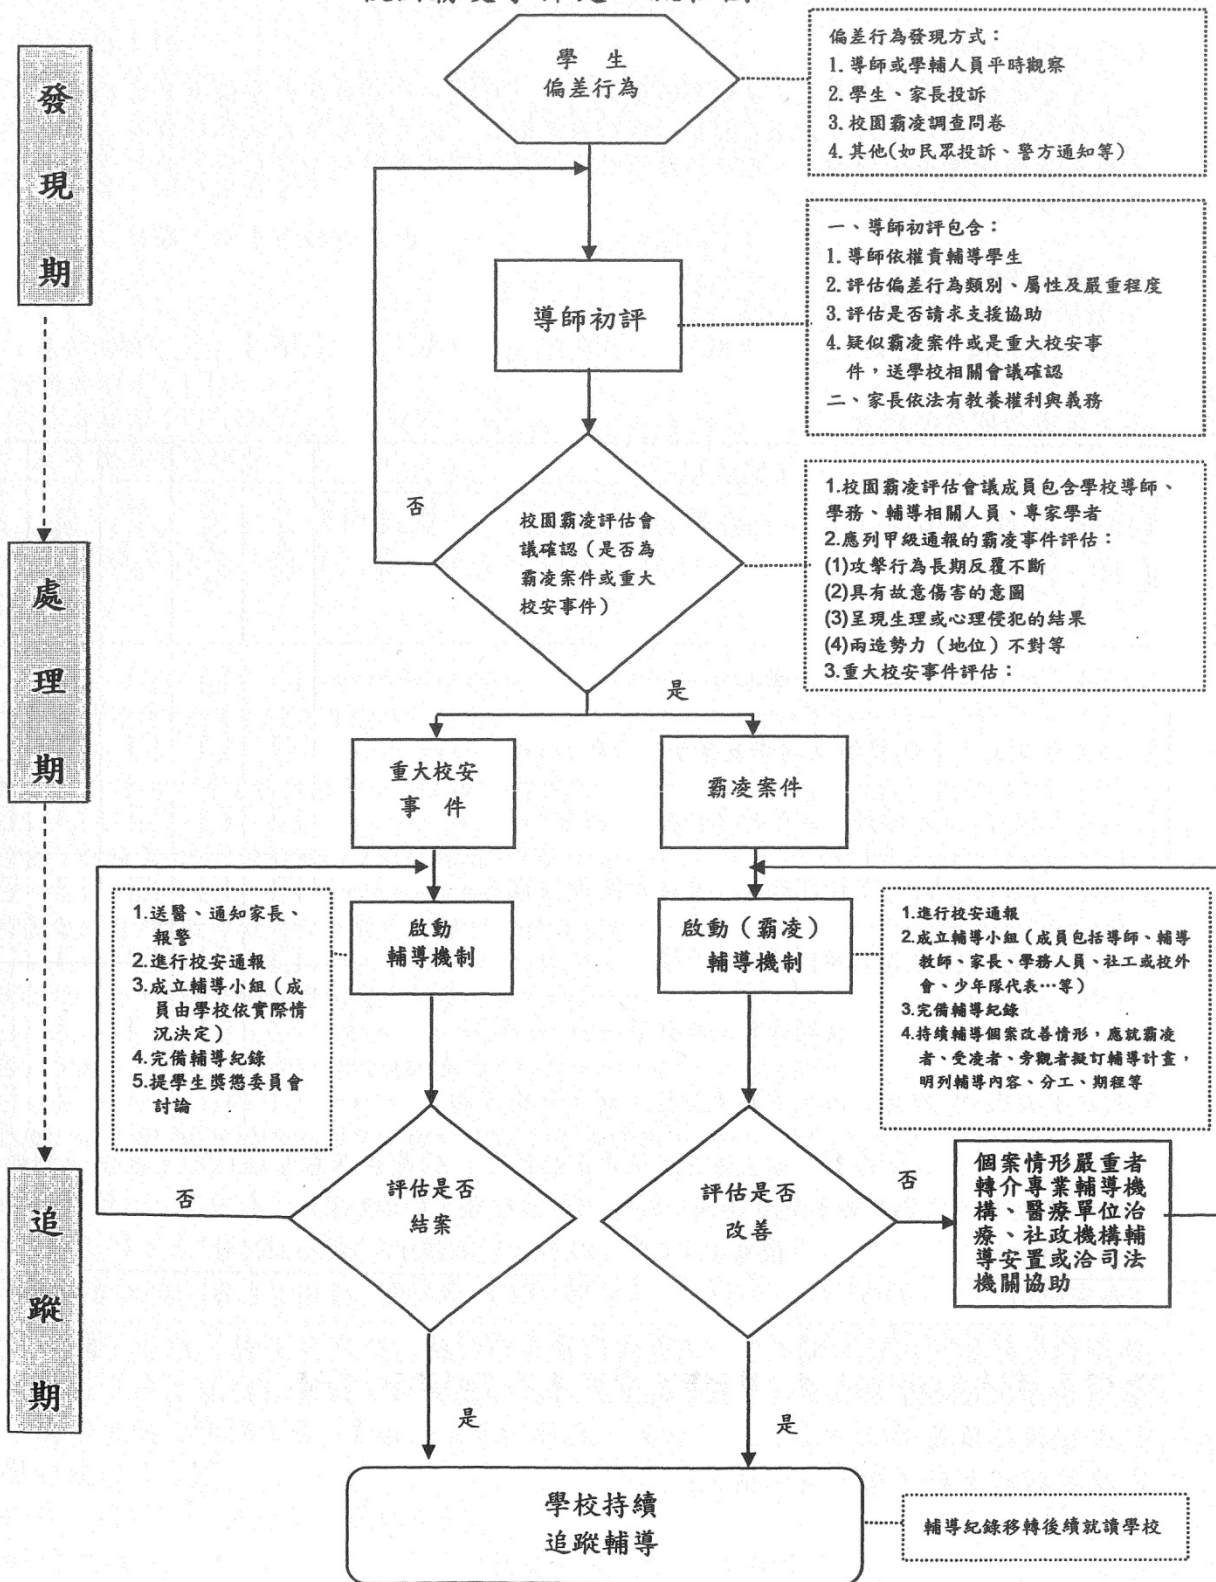 發現期
處理期
追蹤期
學 生
偏差行為
偏差行為發現方式：
1.導師或學輔人員平時觀察
2.學生、家長投訴
3.校園霸凌調查問卷
4.其他(如民眾投訴、警方通知等)
導師初評
一、導師初評包含：
1.導師依權責輔導學生
2.評估偏差行為類別、屬性及嚴重程度
3.評估是否請求支援協助
4.疑似霸凌案件或是重大校安事
件，送學校相關會議確認
二、家長依法有教養權利與義務
否
校園霸凌評估會
議確認（是否為
霸凌案件或重大
校安事件）
1.校園霸凌評估會議成員包含學校導師、
學務、輔導相關人員、專家學者
2.應列甲級通報的霸凌事件評估：
(1)攻擊行為長期反覆不斷
(2)具有故意傷害的意圖
(3)呈現生理或心理侵犯的結果
(4)兩造勢力（地位）不對等
3.重大校安事件評估：
是
重大校安
事 件
霸凌案件
1.送醫、通知家長、
報警
2.進行校安通報
3.成立輔導小組（成
員由學校依實際情
況決定）
4.完備輔導紀錄
5.提學生獎懲委員會
討論
啟動
輔導機制
啟動（霸凌）
輔導機制
1.進行校安通報
2.成立輔導小組（成員包括導師、輔導
教師、家長、學務人員、社工或校外
會、少年隊代表…等）
3.完備輔導紀錄
4.持續輔導個案改善情形，應就霸凌
者、受凌者、旁觀者擬訂輔導計畫，
明列輔導內容、分工、期程等
否
評估是否
結案
評估是否
改善
否
個案情形嚴重者
轉介專業輔導機
構、醫療單位治
療、社政機構輔
導安置或洽司法
機關協助
是
是
學校持續
追蹤輔導
輔導紀錄移轉後續就讀學校